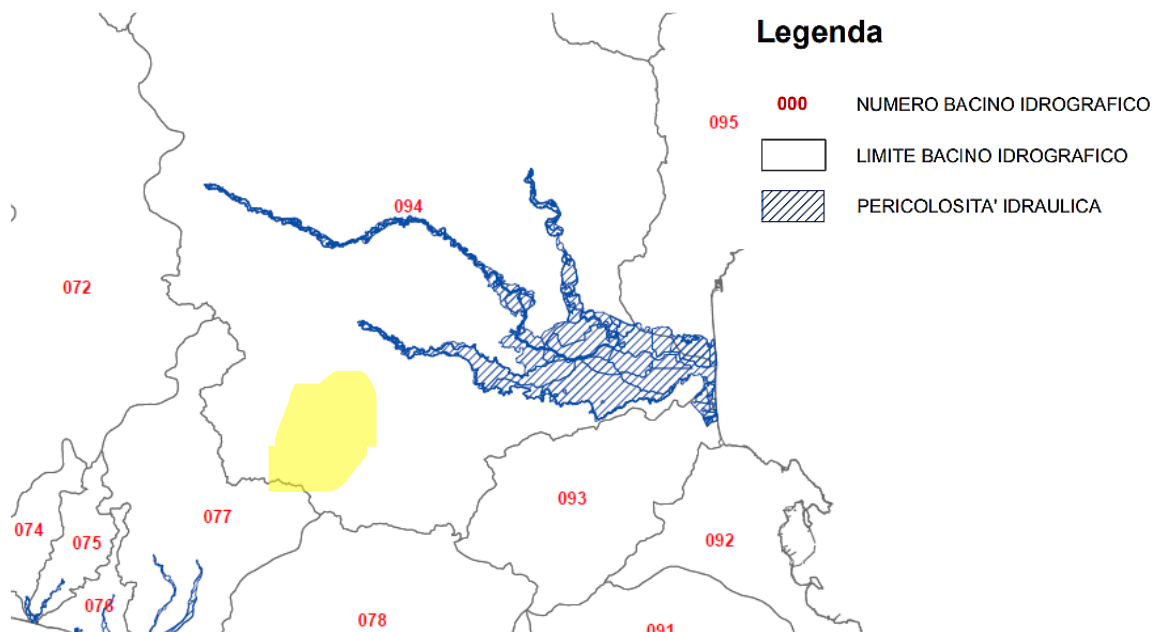 Legenda
000 NUMERO BACINO IDROGRAFICO
LIMITE BACINO IDROGRAFICO
PERICOLOSITA' IDRAULICA
095
094
072
093
077
074
075
092
076
078
091